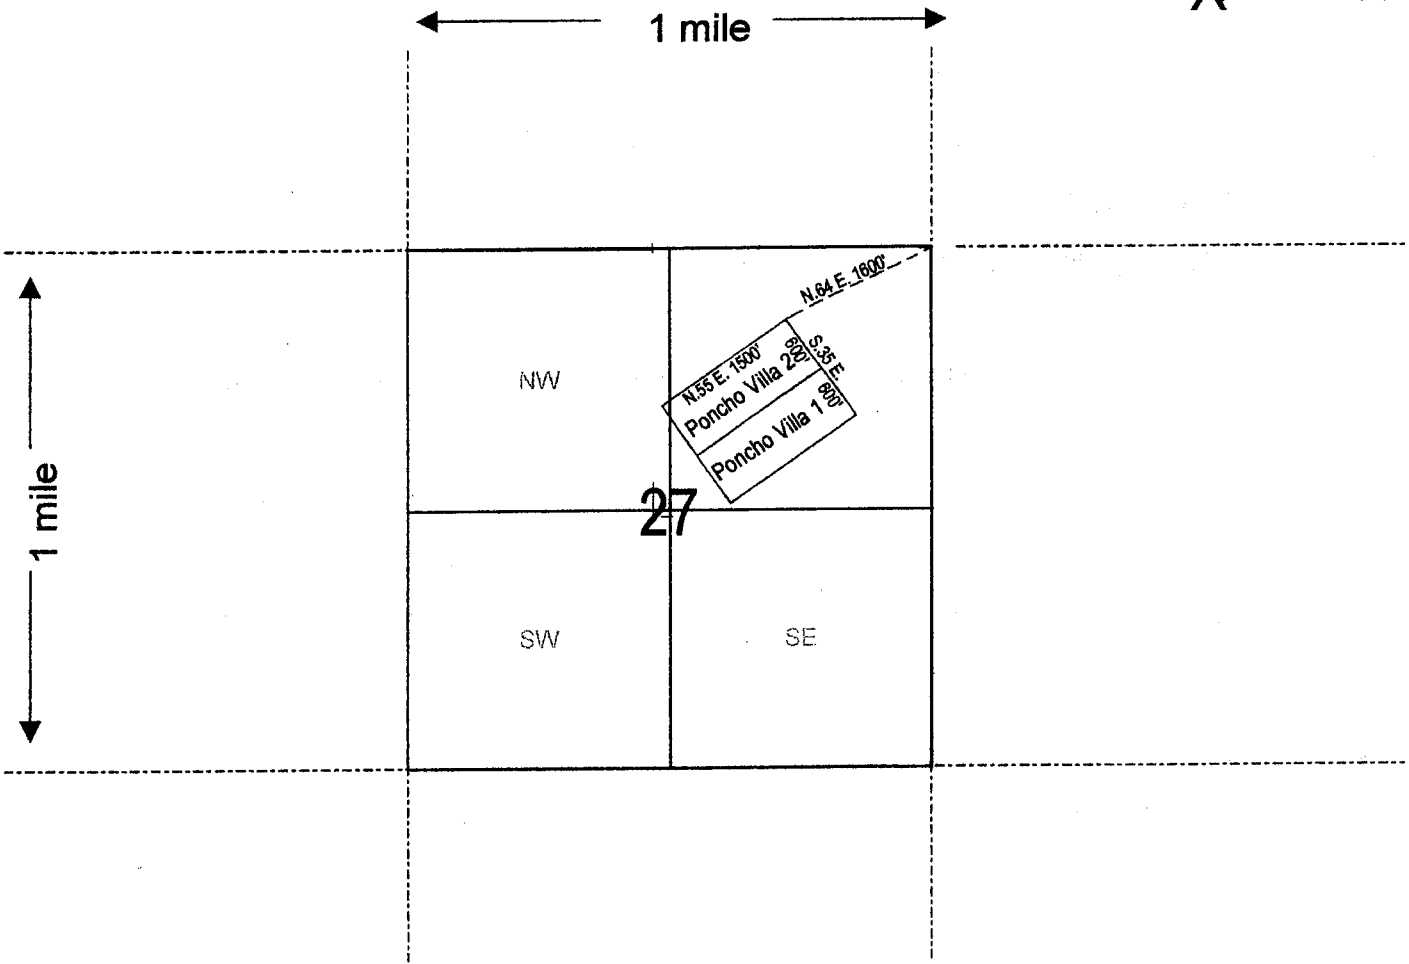 1 mile
N.64 E. 1600'
N.55 E. 1500'
600'
S.35 E.
Poncho Villa 2
600'
Poncho Villa 1
NW
1 mile
27
SW
SE